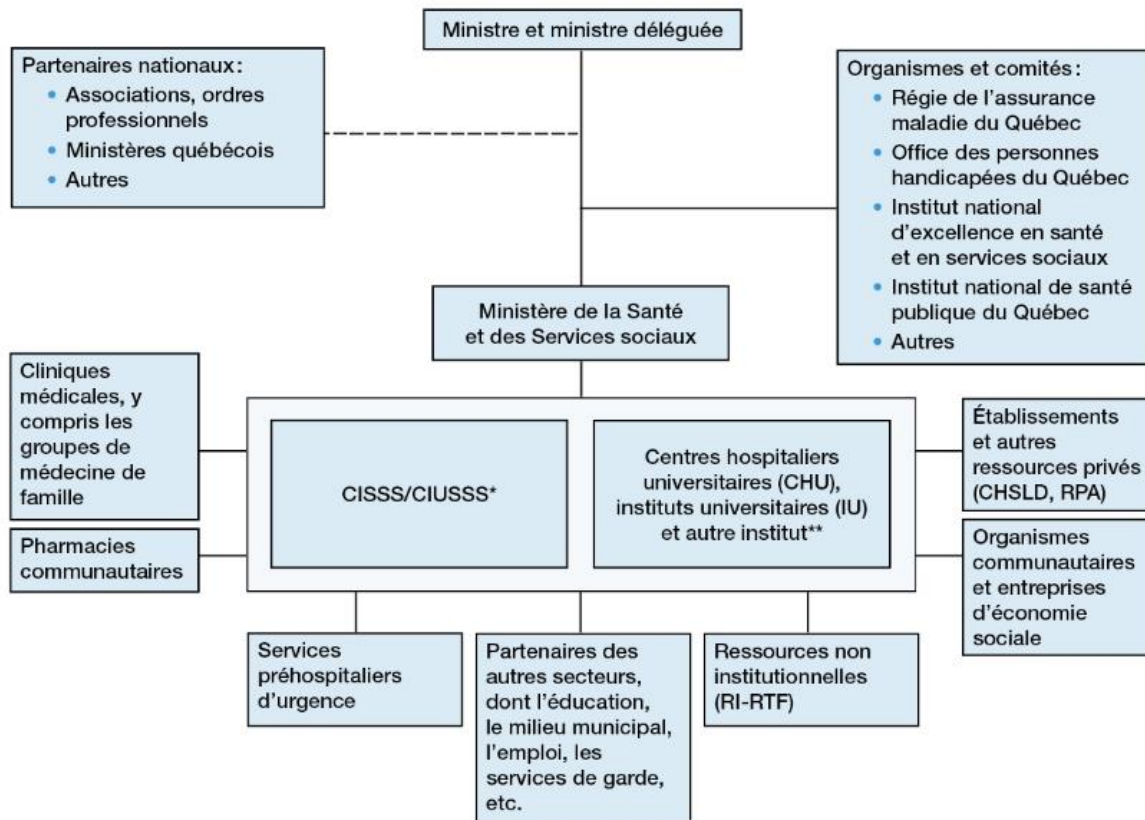 Ministre et ministre déléguée
Partenaires nationaux :
• Associations, ordres
professionnels
• Ministères québécois
• Autres
Organismes et comités :
• Régie de l'assurance
maladie du Québec
• Office des personnes
handicapées du Québec
• Institut national
d'excellence en santé
et en services sociaux
• Institut national de santé
publique du Québec
• Autres
Ministère de la Santé
et des Services sociaux
Cliniques
médicales, y
compris les
groupes de
médecine de
famille
Pharmacies
communautaires
CISSS/CIUSSS*
Centres hospitaliers
universitaires (CHU),
instituts universitaires (IU)
et autre institut**
Établissements
et autres
ressources privés
(CHSLD, RPA)
Organismes
communautaires
et entreprises
d'économie
sociale
Services
préhospitaliers
d'urgence
Partenaires des
autres secteurs,
dont l'éducation,
le milieu municipal,
l'emploi, les
services de garde,
etc.
Ressources non
institutionnelles
(RI-RTF)